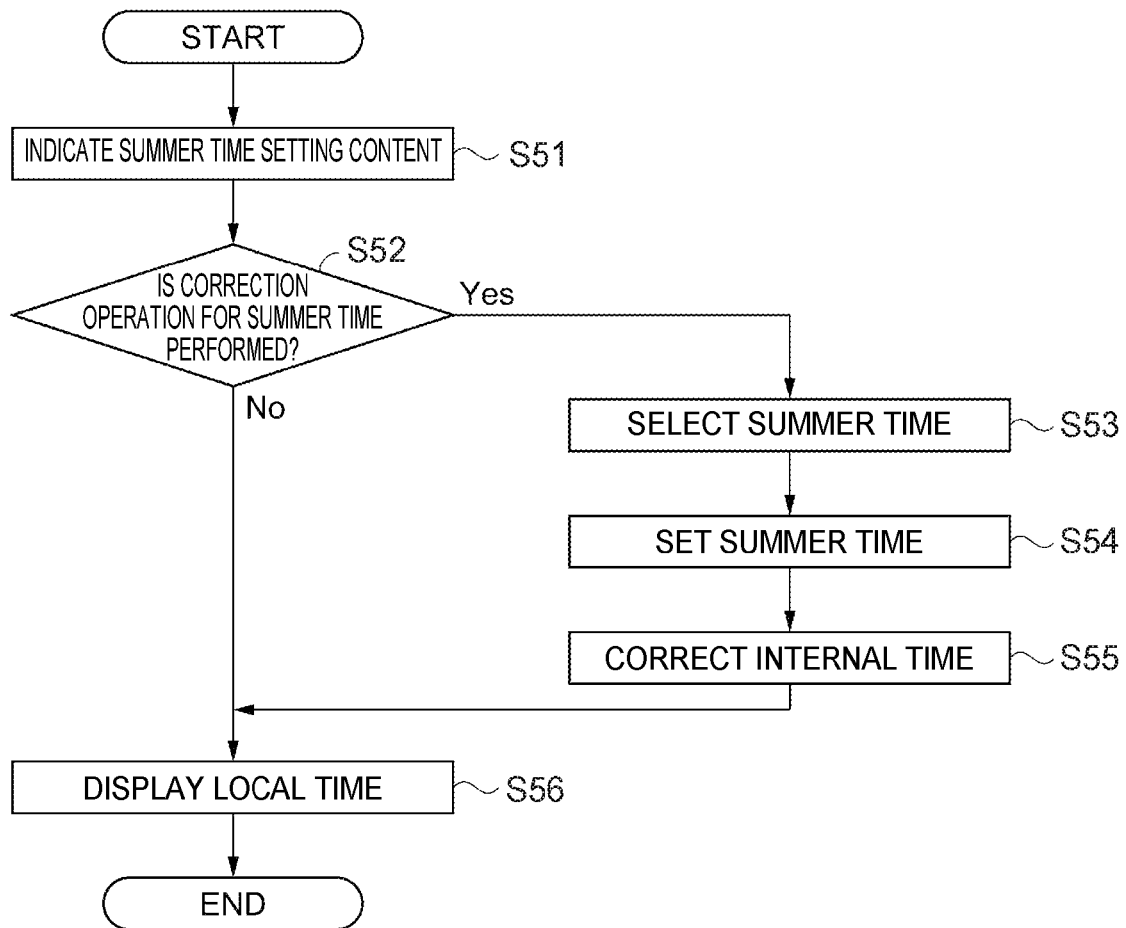 START
INDICATE SUMMER TIME SETTING CONTENT
S51
S52
IS CORRECTION
OPERATION FOR SUMMER TIME
PERFORMED?
Yes
No
SELECT SUMMER TIME
S53
SET SUMMER TIME
S54
CORRECT INTERNAL TIME
S55
DISPLAY LOCAL TIME
S56
END